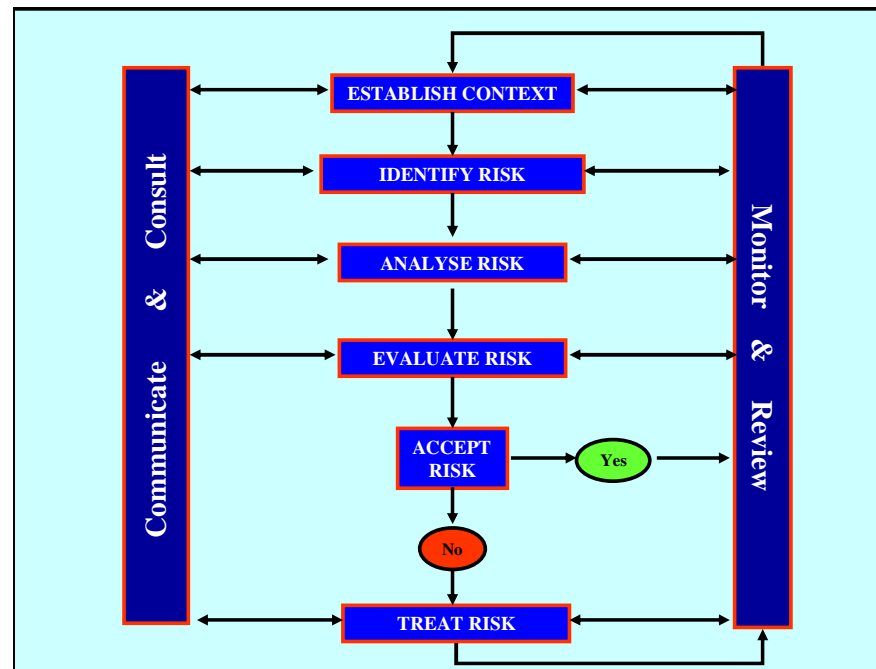 ESTABLISH CONTEXT
IDENTIFY RISK
ANALYSE RISK
EVALUATE RISK
ACCEPT
RISK
Yes
No
TREAT RISK
Communicate & Consult
Monitor & Review